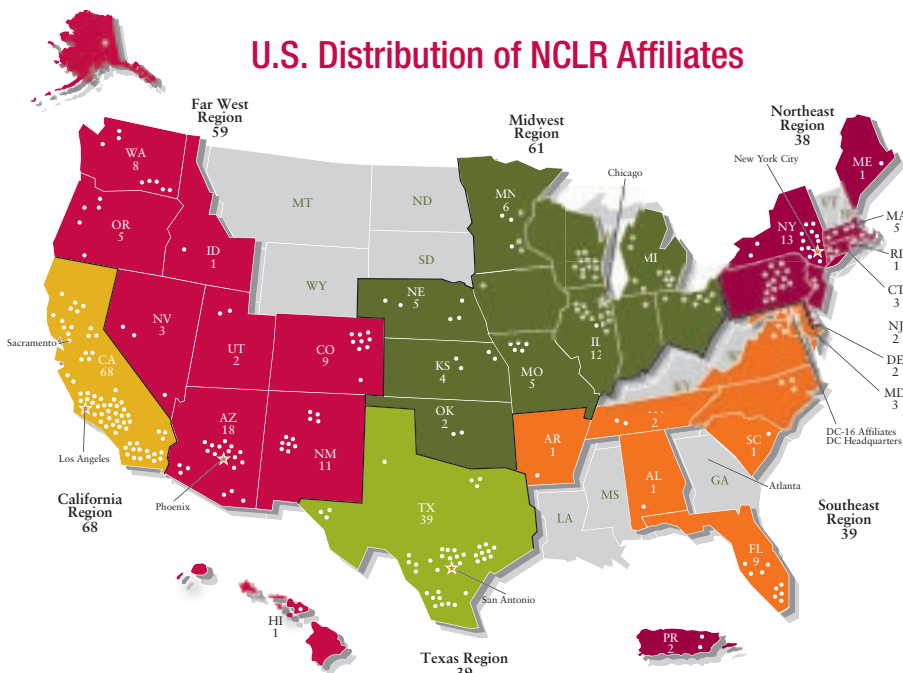 U.S. Distribution of NCLR Affiliates
Far West
Region
59
Midwest
Region
61
Northeast
Region
38
New York City
Chicago
WA
8
OR
5
ID
1
MT
ND
SD
WY
MN
6
MI
NY
13
ME
1
VT
MA
5
RI
1
CT
3
NJ
2
DE
2
MD
3
DC-16 Affiliates
DC Headquarters
Sacramento
CA
68
NV
3
UT
2
CO
9
NE
5
KS
4
MO
5
IL
12
KY
OK
2
AZ
18
NM
11
AR
1
2
SC
1
AL
1
MS
GA
LA
Atlanta
Los Angeles
Phoenix
California
Region
68
TX
39
San Antonio
FL
9
Southeast
Region
39
HI
1
PR
2
Texas Region
39